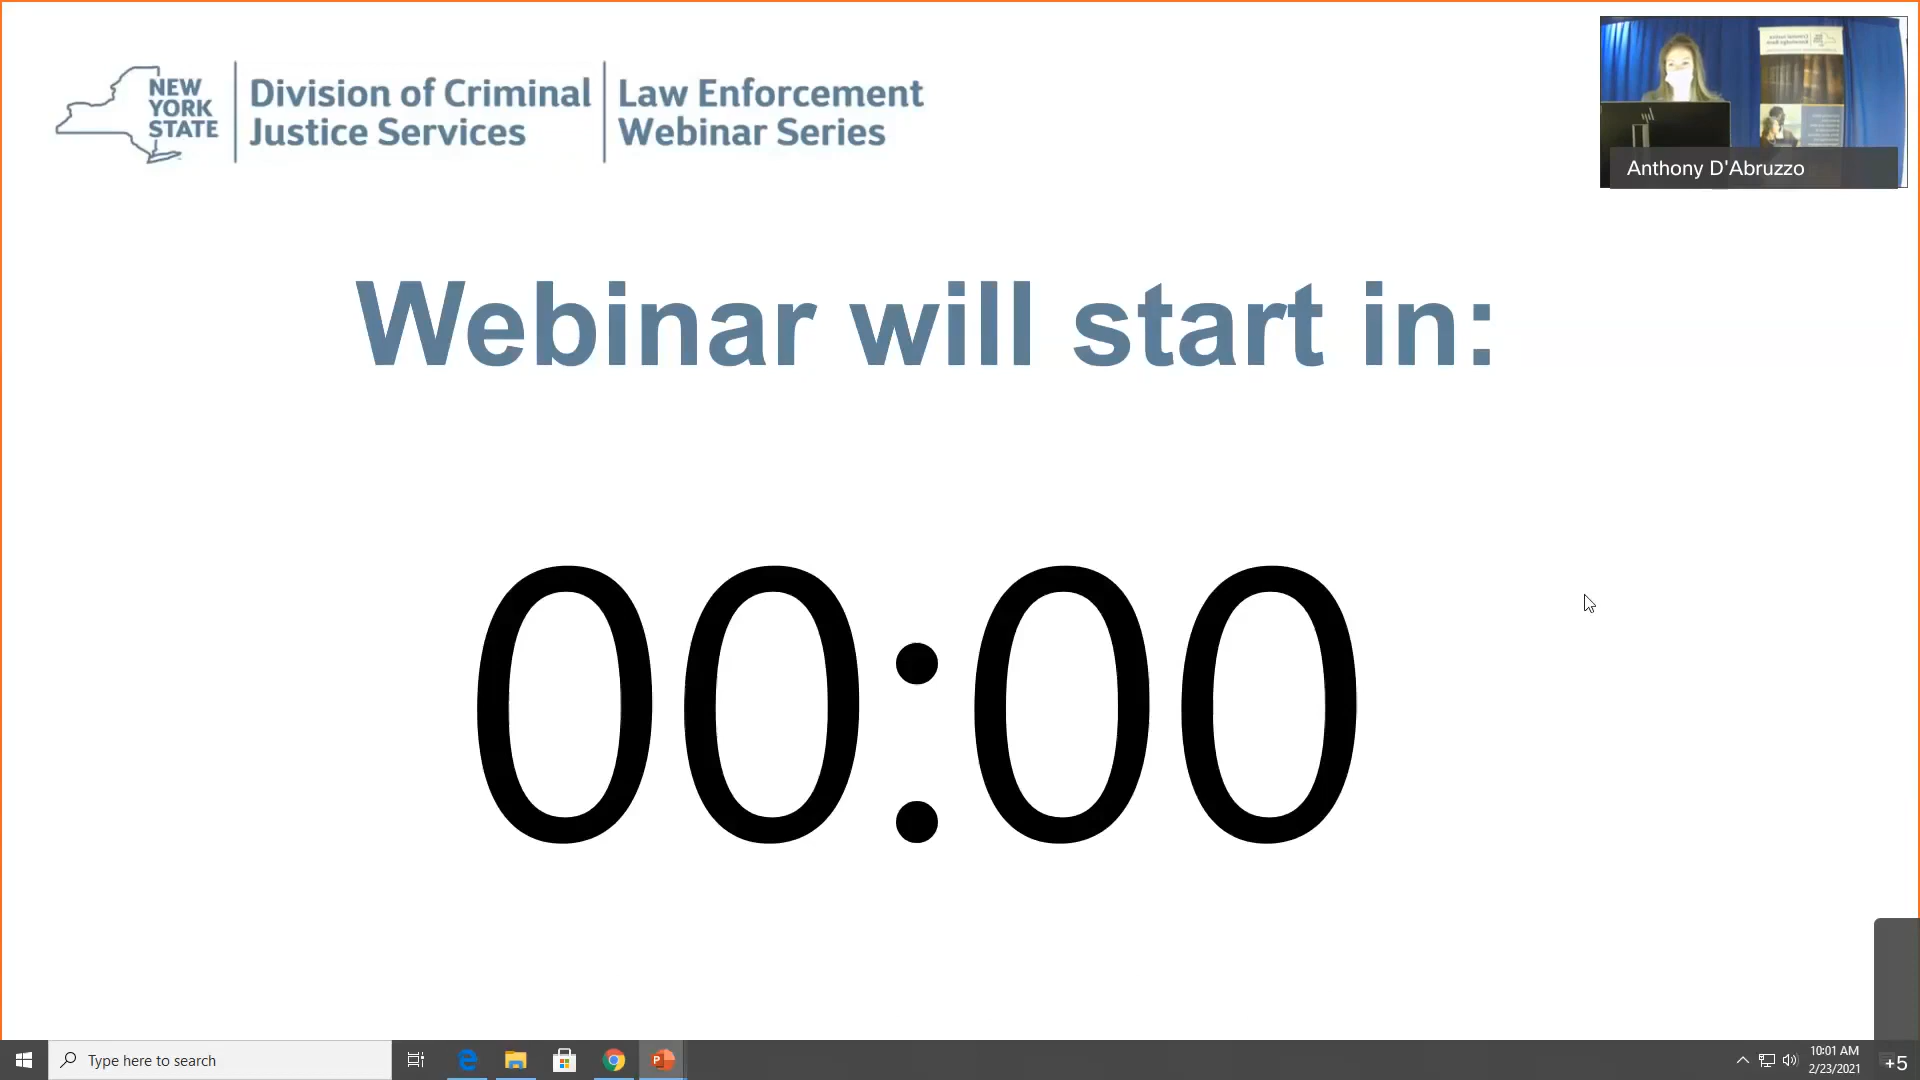 NEW
YORK
STATE
Division of Criminal
Justice Services
Law Enforcement
Webinar Series
Anthony D'Abruzzo
Webinar will start in:
00:00
Type here to search
10:01 AM
2/23/2021
+5